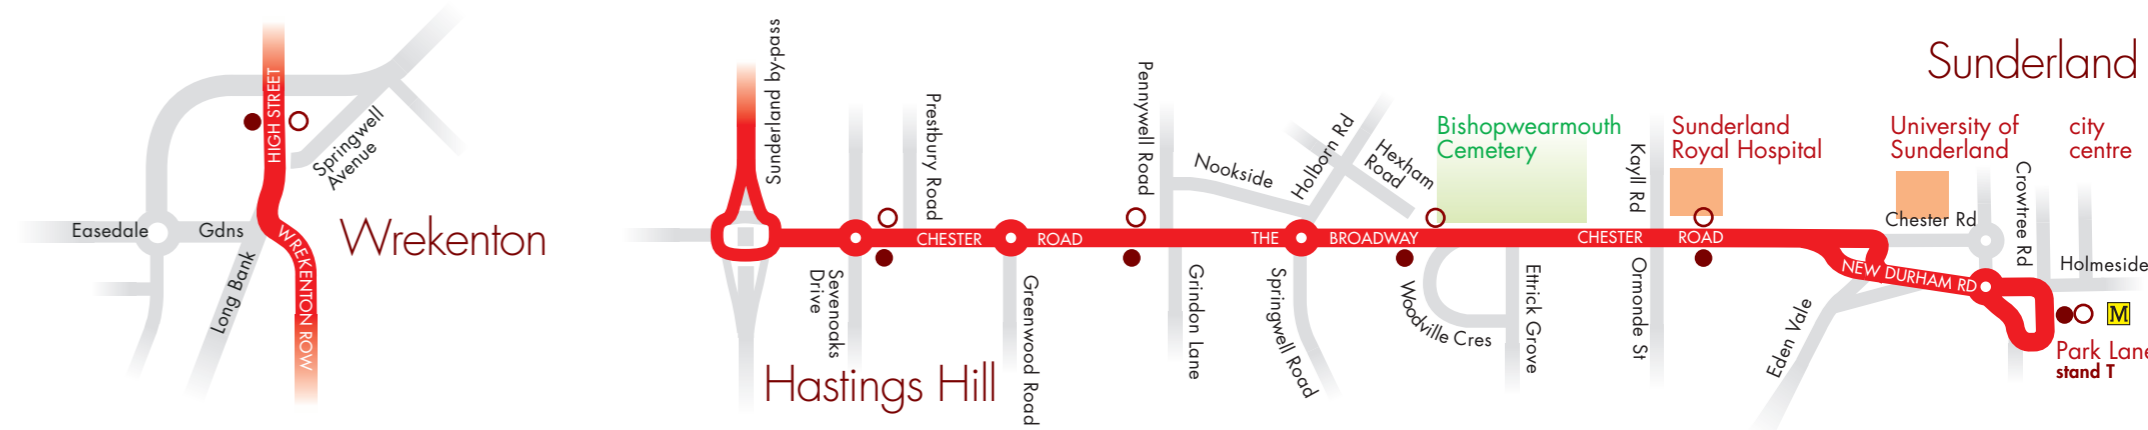 HIGH STREET
Springwell
Avenue
Easedale
Gdns
Long Bank
WREKENTON ROW
Wrekenton
Sunderland by-pass
Prestbury Road
CHESTER
ROAD
Sevenoaks
Drive
Greenwood Road
Hastings Hill
Pennywell Road
Nookside
Holborn Rd
Hexham
Road
THE
BROADWAY
Grindon Lane
Springwell Road
Woodville Cres
Ettrick Grove
Bishopwearmouth
Cemetery
CHESTER
ROAD
Kayll Rd
Ormonde St
Sunderland
Royal Hospital
Sunderland
University of
Sunderland
city
centre
Chester Rd
Crowtree Rd
NEW DURHAM RD
Eden Vale
Holmeside
M
Park Lane
stand T